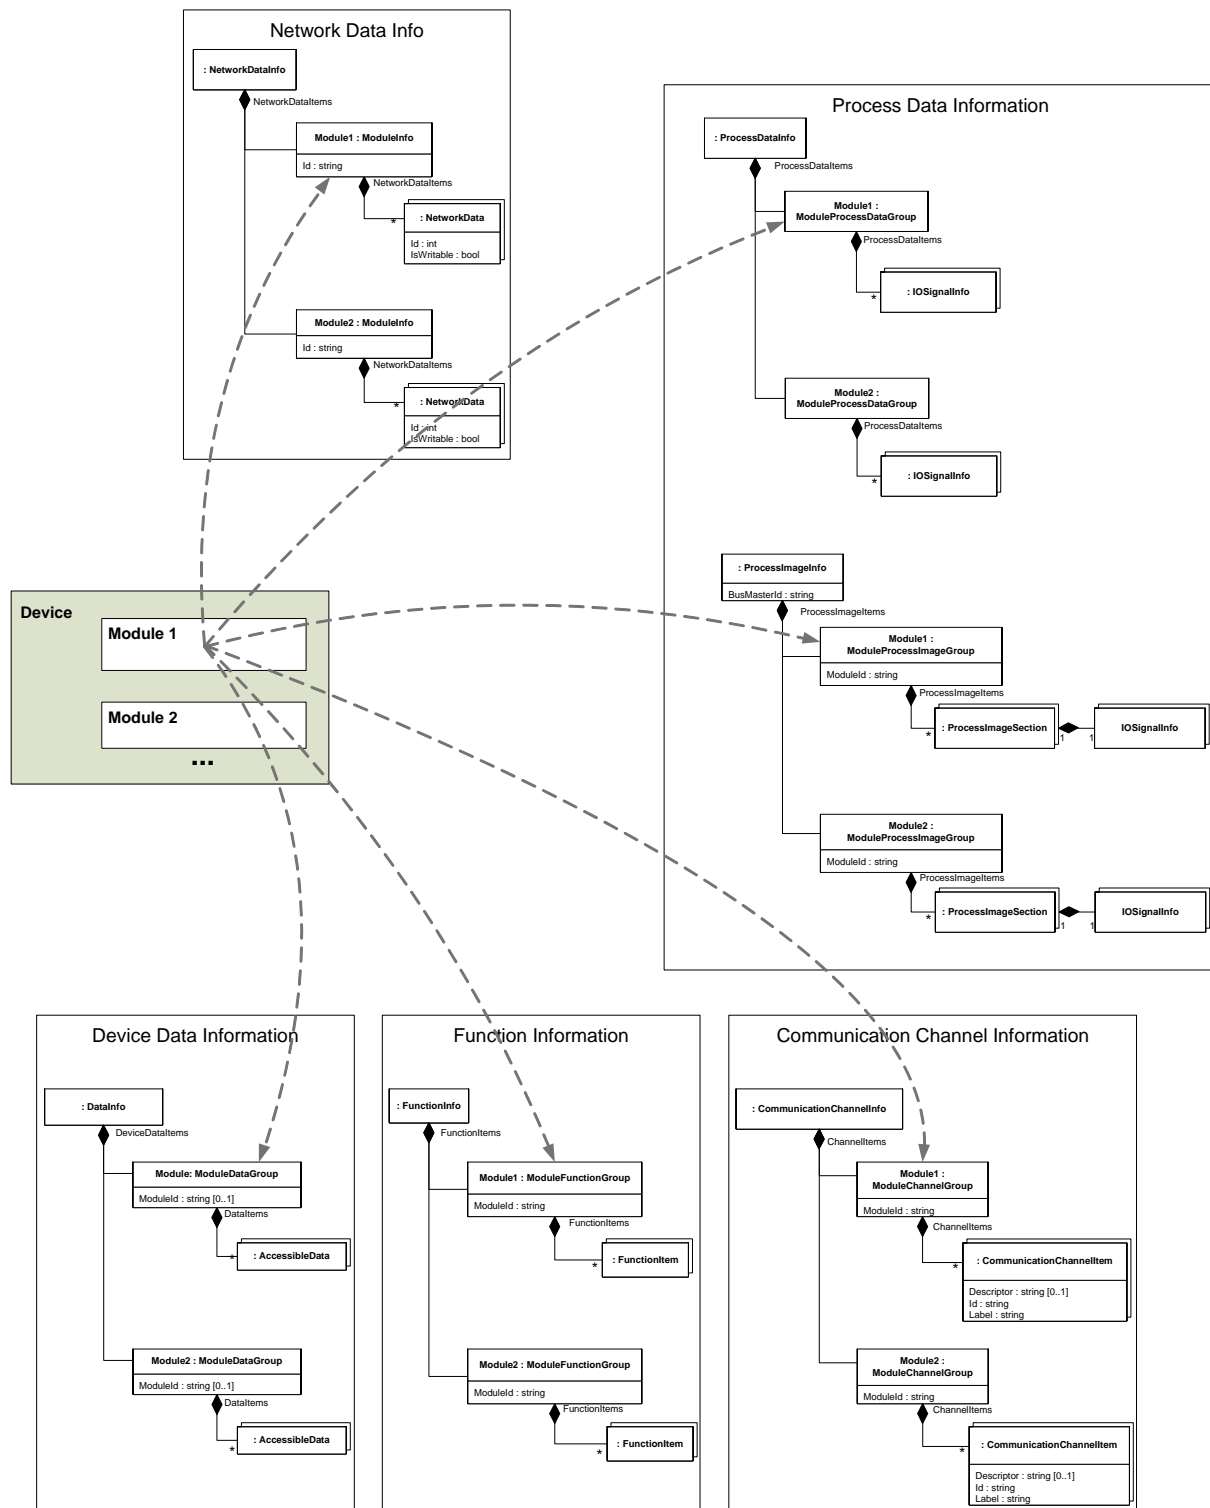 Network Data Info
: NetworkDataInfo
NetworkDataItems
Module1 : ModuleInfo
Id : string
NetworkDataItems
*
: NetworkData
Id : int
IsWritable : bool
Module2 : ModuleInfo
Id : string
NetworkDataItems
*
: NetworkData
Id : int
IsWritable : bool
Process Data Information
: ProcessDataInfo
ProcessDataItems
Module1 :
ModuleProcessDataGroup
ProcessDataItems
*
: IOSignalInfo
Module2 :
ModuleProcessDataGroup
ProcessDataItems
*
: IOSignalInfo
: ProcessImageInfo
BusMasterId : string
ProcessImageItems
Module1 :
ModuleProcessImageGroup
ModuleId : string
ProcessImageItems
*
: ProcessImageSection
1
1
IOSignalInfo
Module2 :
ModuleProcessImageGroup
ModuleId : string
ProcessImageItems
*
: ProcessImageSection
1
1
IOSignalInfo
Device
Module 1
Module 2
...
Device Data Information
: DataInfo
DeviceDataItems
Module: ModuleDataGroup
ModuleId : string [0..1]
DataItems
*
: AccessibleData
Module2 : ModuleDataGroup
ModuleId : string [0..1]
DataItems
*
: AccessibleData
Function Information
: FunctionInfo
FunctionItems
Module1 : ModuleFunctionGroup
ModuleId : string
FunctionItems
*
: FunctionItem
Module2 : ModuleFunctionGroup
ModuleId : string
FunctionItems
*
: FunctionItem
Communication Channel Information
: CommunicationChannelInfo
ChannelItems
Module1 :
ModuleChannelGroup
ModuleId : string
ChannelItems
*
: CommunicationChannelItem
Descriptor : string [0..1]
Id : string
Label : string
Module2 :
ModuleChannelGroup
ModuleId : string
ChannelItems
*
: CommunicationChannelItem
Descriptor : string [0..1]
Id : string
Label : string